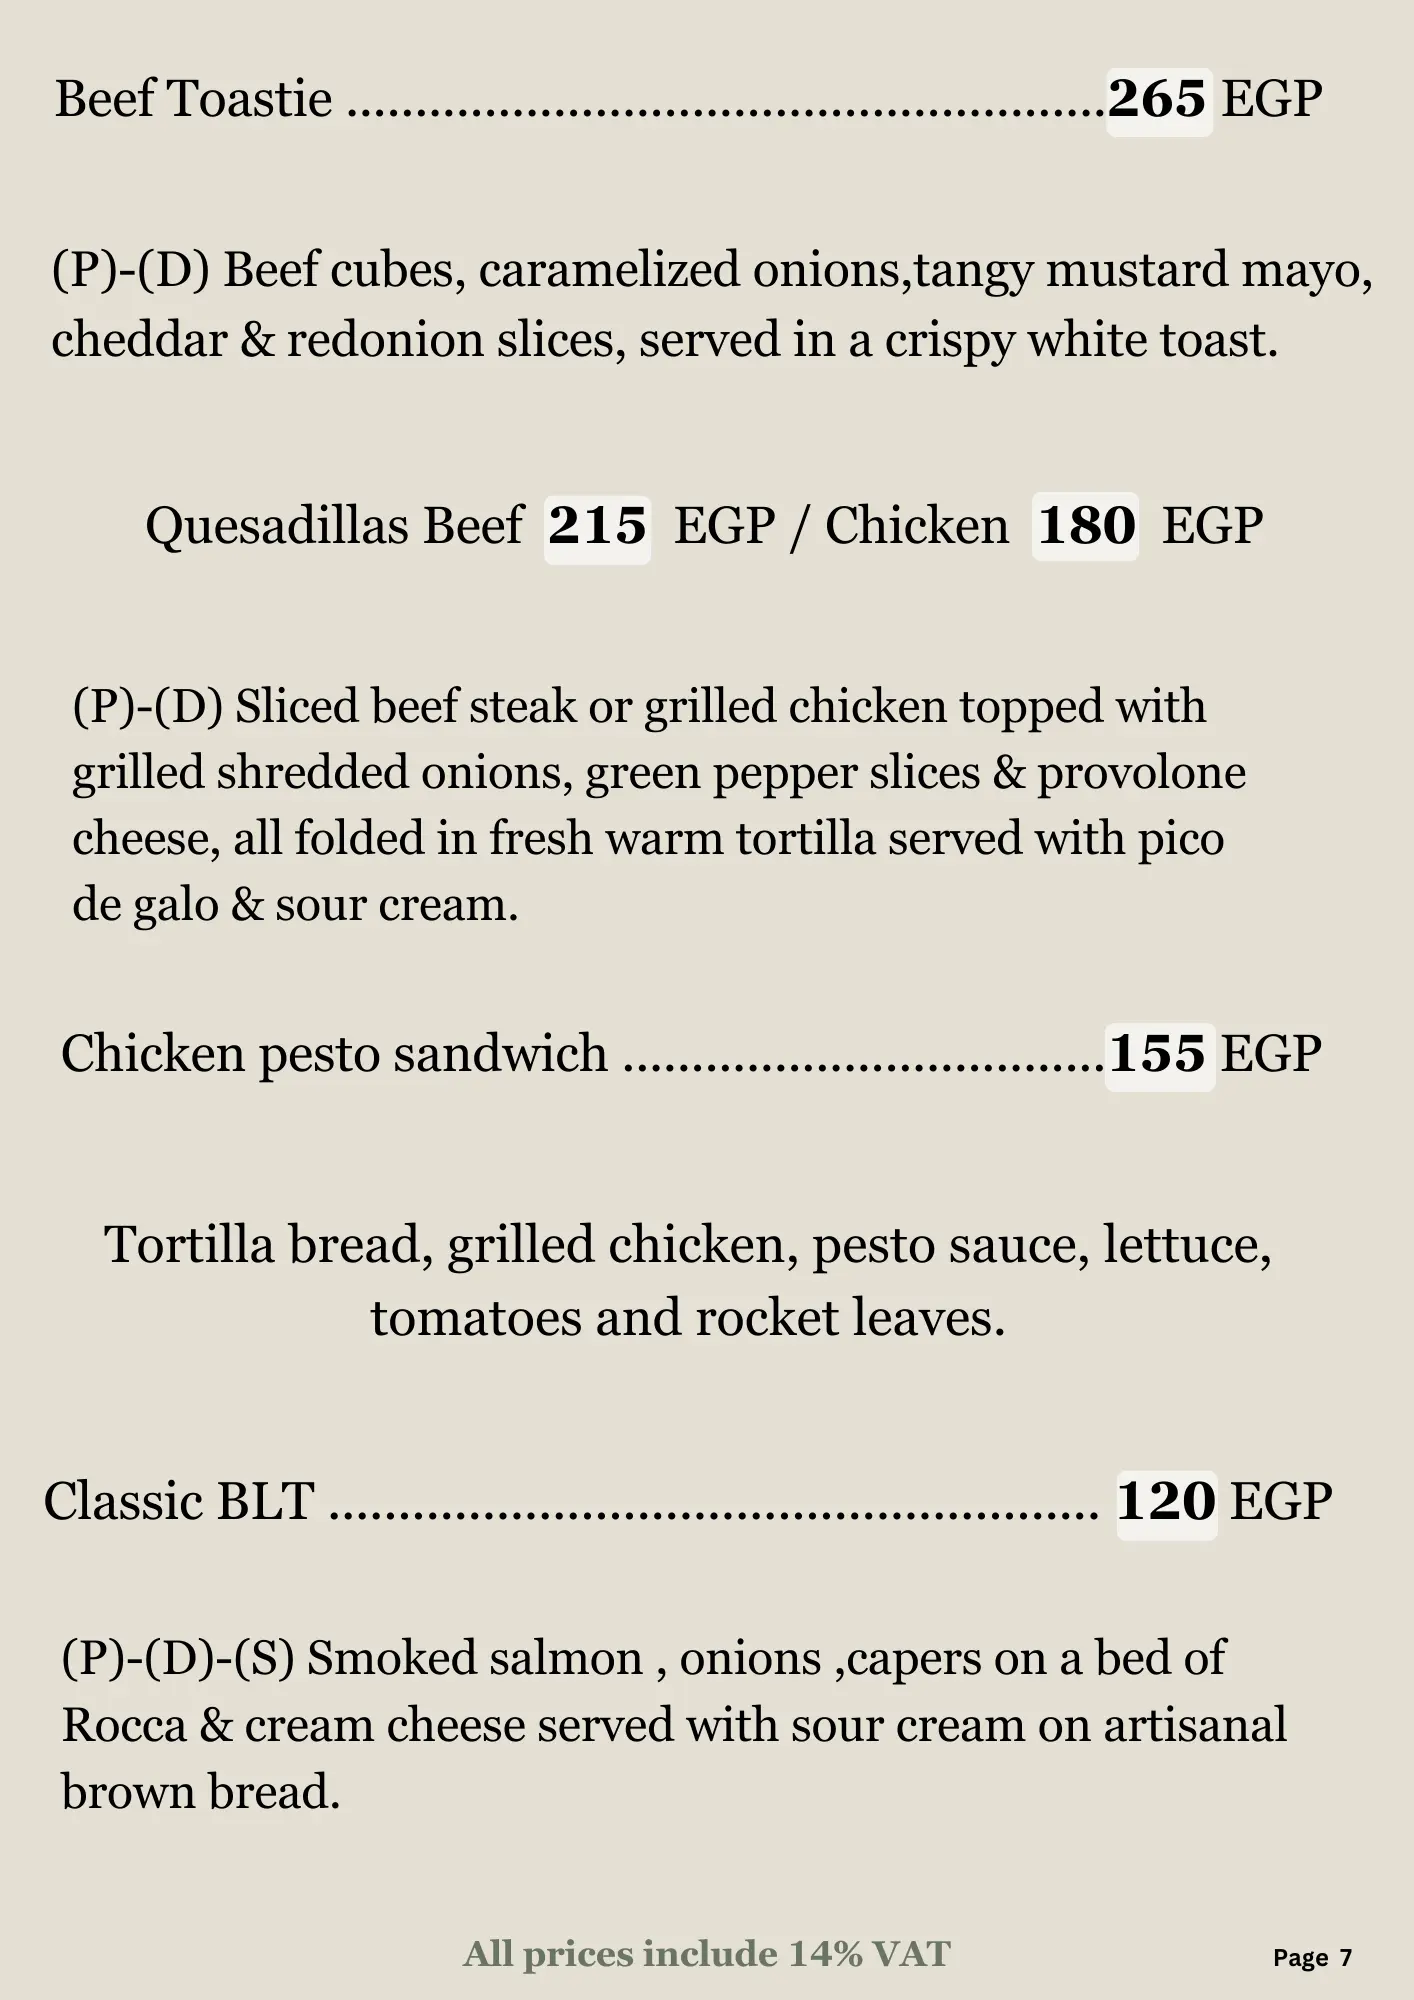 Beef Toastie .......................................................265 EGP
(P)-(D) Beef cubes, caramelized onions,tangy mustard mayo,
cheddar & redonion slices, served in a crispy white toast.
Quesadillas Beef 215 EGP / Chicken 180 EGP
(P)-(D) Sliced beef steak or grilled chicken topped with
grilled shredded onions, green pepper slices & provolone
cheese, all folded in fresh warm tortilla served with pico
de galo & sour cream.
Chicken pesto sandwich ...................................155 EGP
Tortilla bread, grilled chicken, pesto sauce, lettuce,
tomatoes and rocket leaves.
Classic BLT ....................................................... 120 EGP
(P)-(D)-(S) Smoked salmon , onions ,capers on a bed of
Rocca & cream cheese served with sour cream on artisanal
brown bread.
All prices include 14% VAT
Page 7